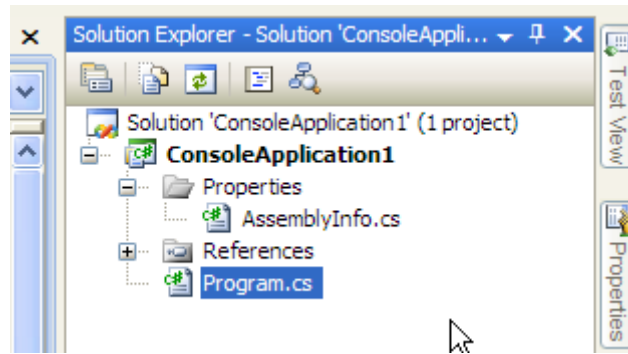 Solution Explorer - Solution 'ConsoleAppli...
Solution 'ConsoleApplication1' (1 project)
ConsoleApplication1
Properties
AssemblyInfo.cs
References
Program.cs
Test View
Properties